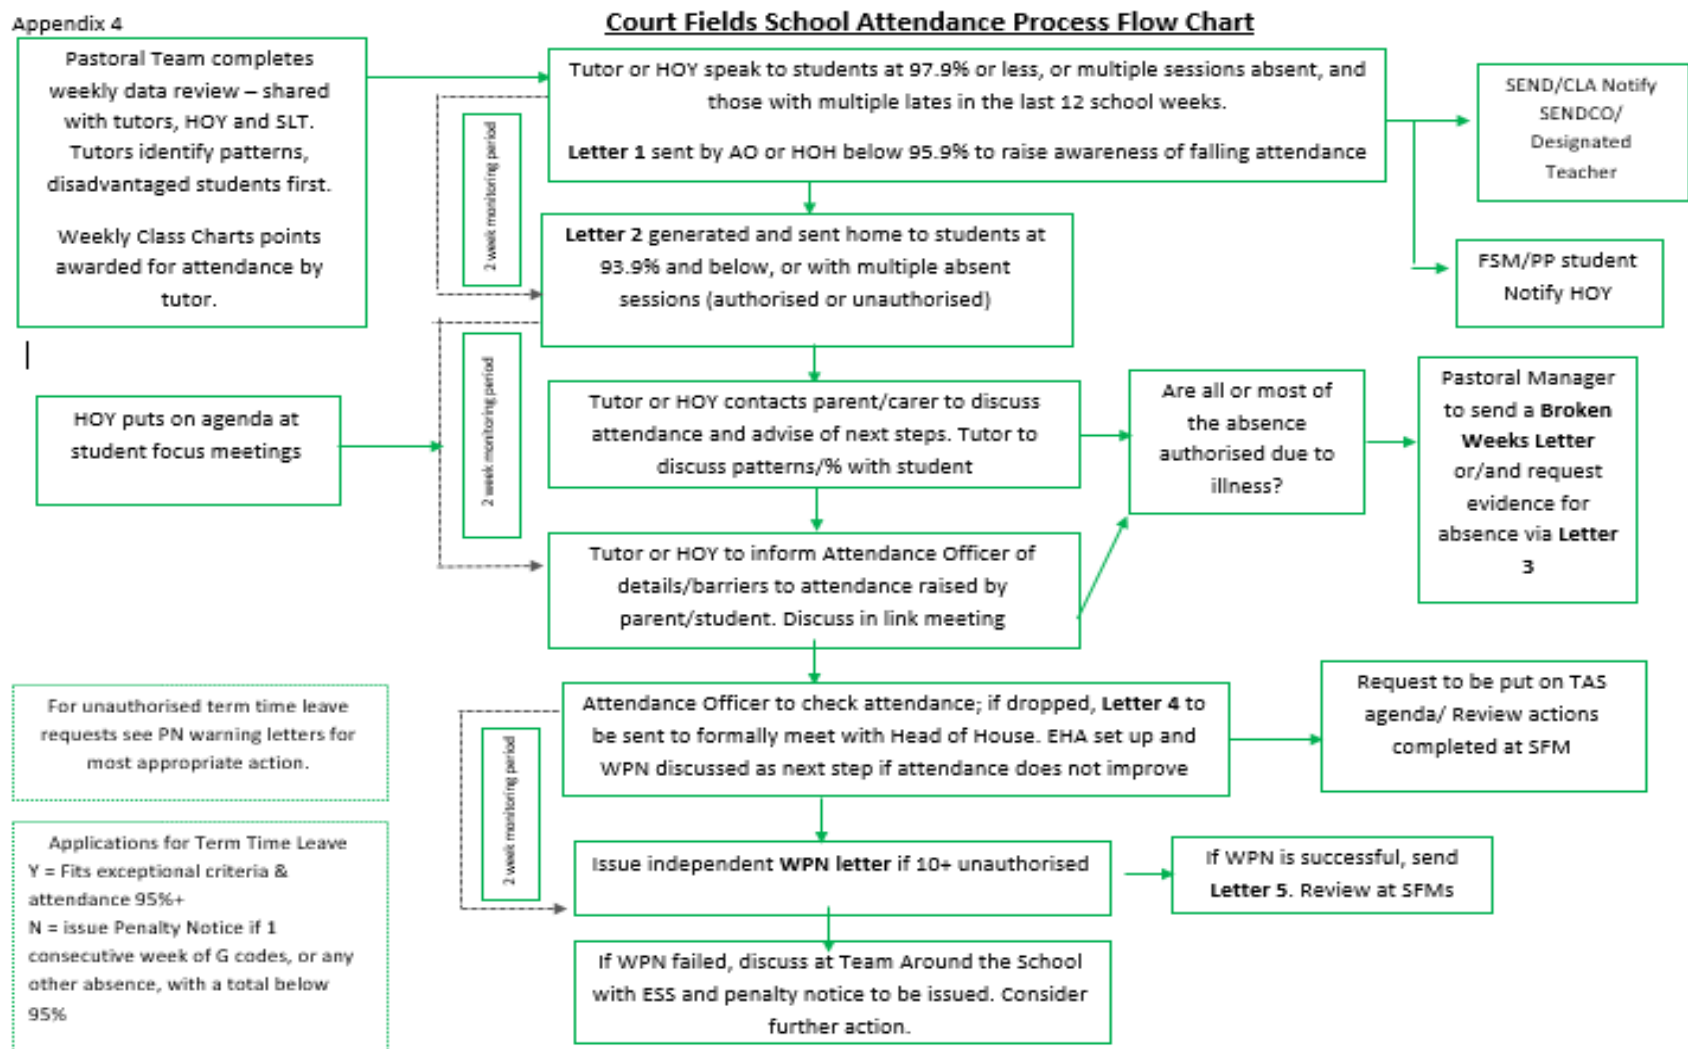 Appendix 4
Court Fields School Attendance Process Flow Chart
Pastoral Team completes
weekly data review – shared
with tutors, HOY and SLT.
Tutors identify patterns,
disadvantaged students first.
Weekly Class Charts points
awarded for attendance by
tutor.
Tutor or HOY speak to students at 97.9% or less, or multiple sessions absent, and
those with multiple lates in the last 12 school weeks.
Letter 1 sent by AO or HOH below 95.9% to raise awareness of falling attendance
SEND/CLA Notify
SENDCO/
Designated
Teacher
FSM/PP student
Notify HOY
2 week monitoring period
Letter 2 generated and sent home to students at
93.9% and below, or with multiple absent
sessions (authorised or unauthorised)
HOY puts on agenda at
student focus meetings
2 week monitoring period
Tutor or HOY contacts parent/carer to discuss
attendance and advise of next steps. Tutor to
discuss patterns/% with student
Are all or most of
the absence
authorised due to
illness?
Pastoral Manager
to send a Broken
Weeks Letter
or/and request
evidence for
absence via Letter
3
Tutor or HOY to inform Attendance Officer of
details/barriers to attendance raised by
parent/student. Discuss in link meeting
For unauthorised term time leave
requests see PN warning letters for
most appropriate action.
Attendance Officer to check attendance; if dropped, Letter 4 to
be sent to formally meet with Head of House. EHA set up and
WPN discussed as next step if attendance does not improve
Request to be put on TAS
agenda/ Review actions
completed at SFM
2 week monitoring period
Applications for Term Time Leave
Y = Fits exceptional criteria &
attendance 95%+
N = issue Penalty Notice if 1
consecutive week of G codes, or any
other absence, with a total below
95%
Issue independent WPN letter if 10+ unauthorised
If WPN is successful, send
Letter 5. Review at SFMs
If WPN failed, discuss at Team Around the School
with ESS and penalty notice to be issued. Consider
further action.